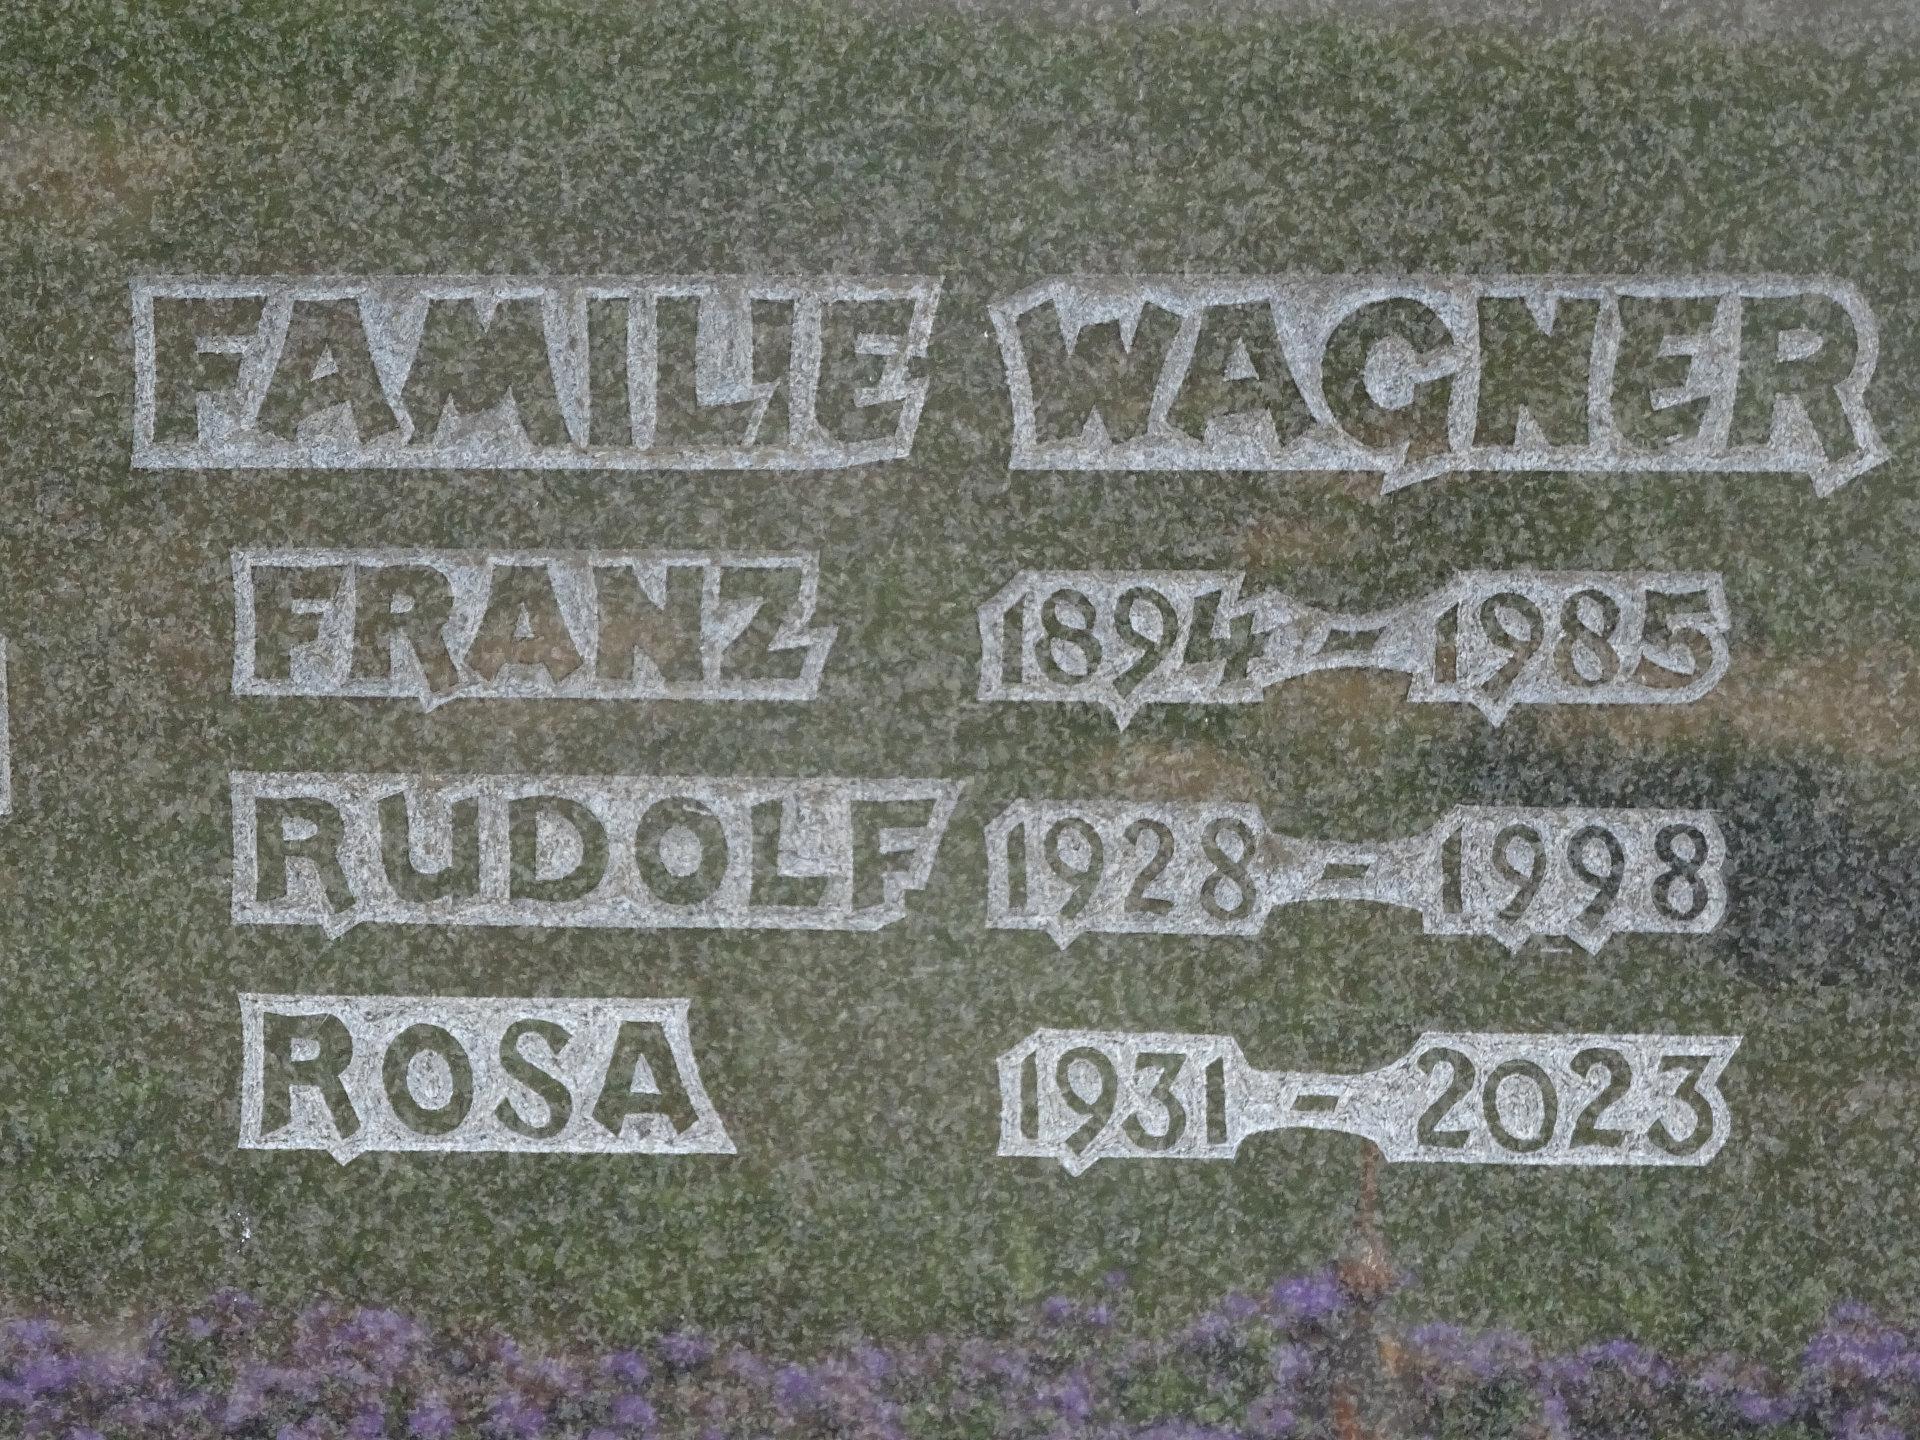 FAMILIE WAGNER
FRANZ 1894-1985
RUDOLF 1928-1998
ROSA 1931-2023